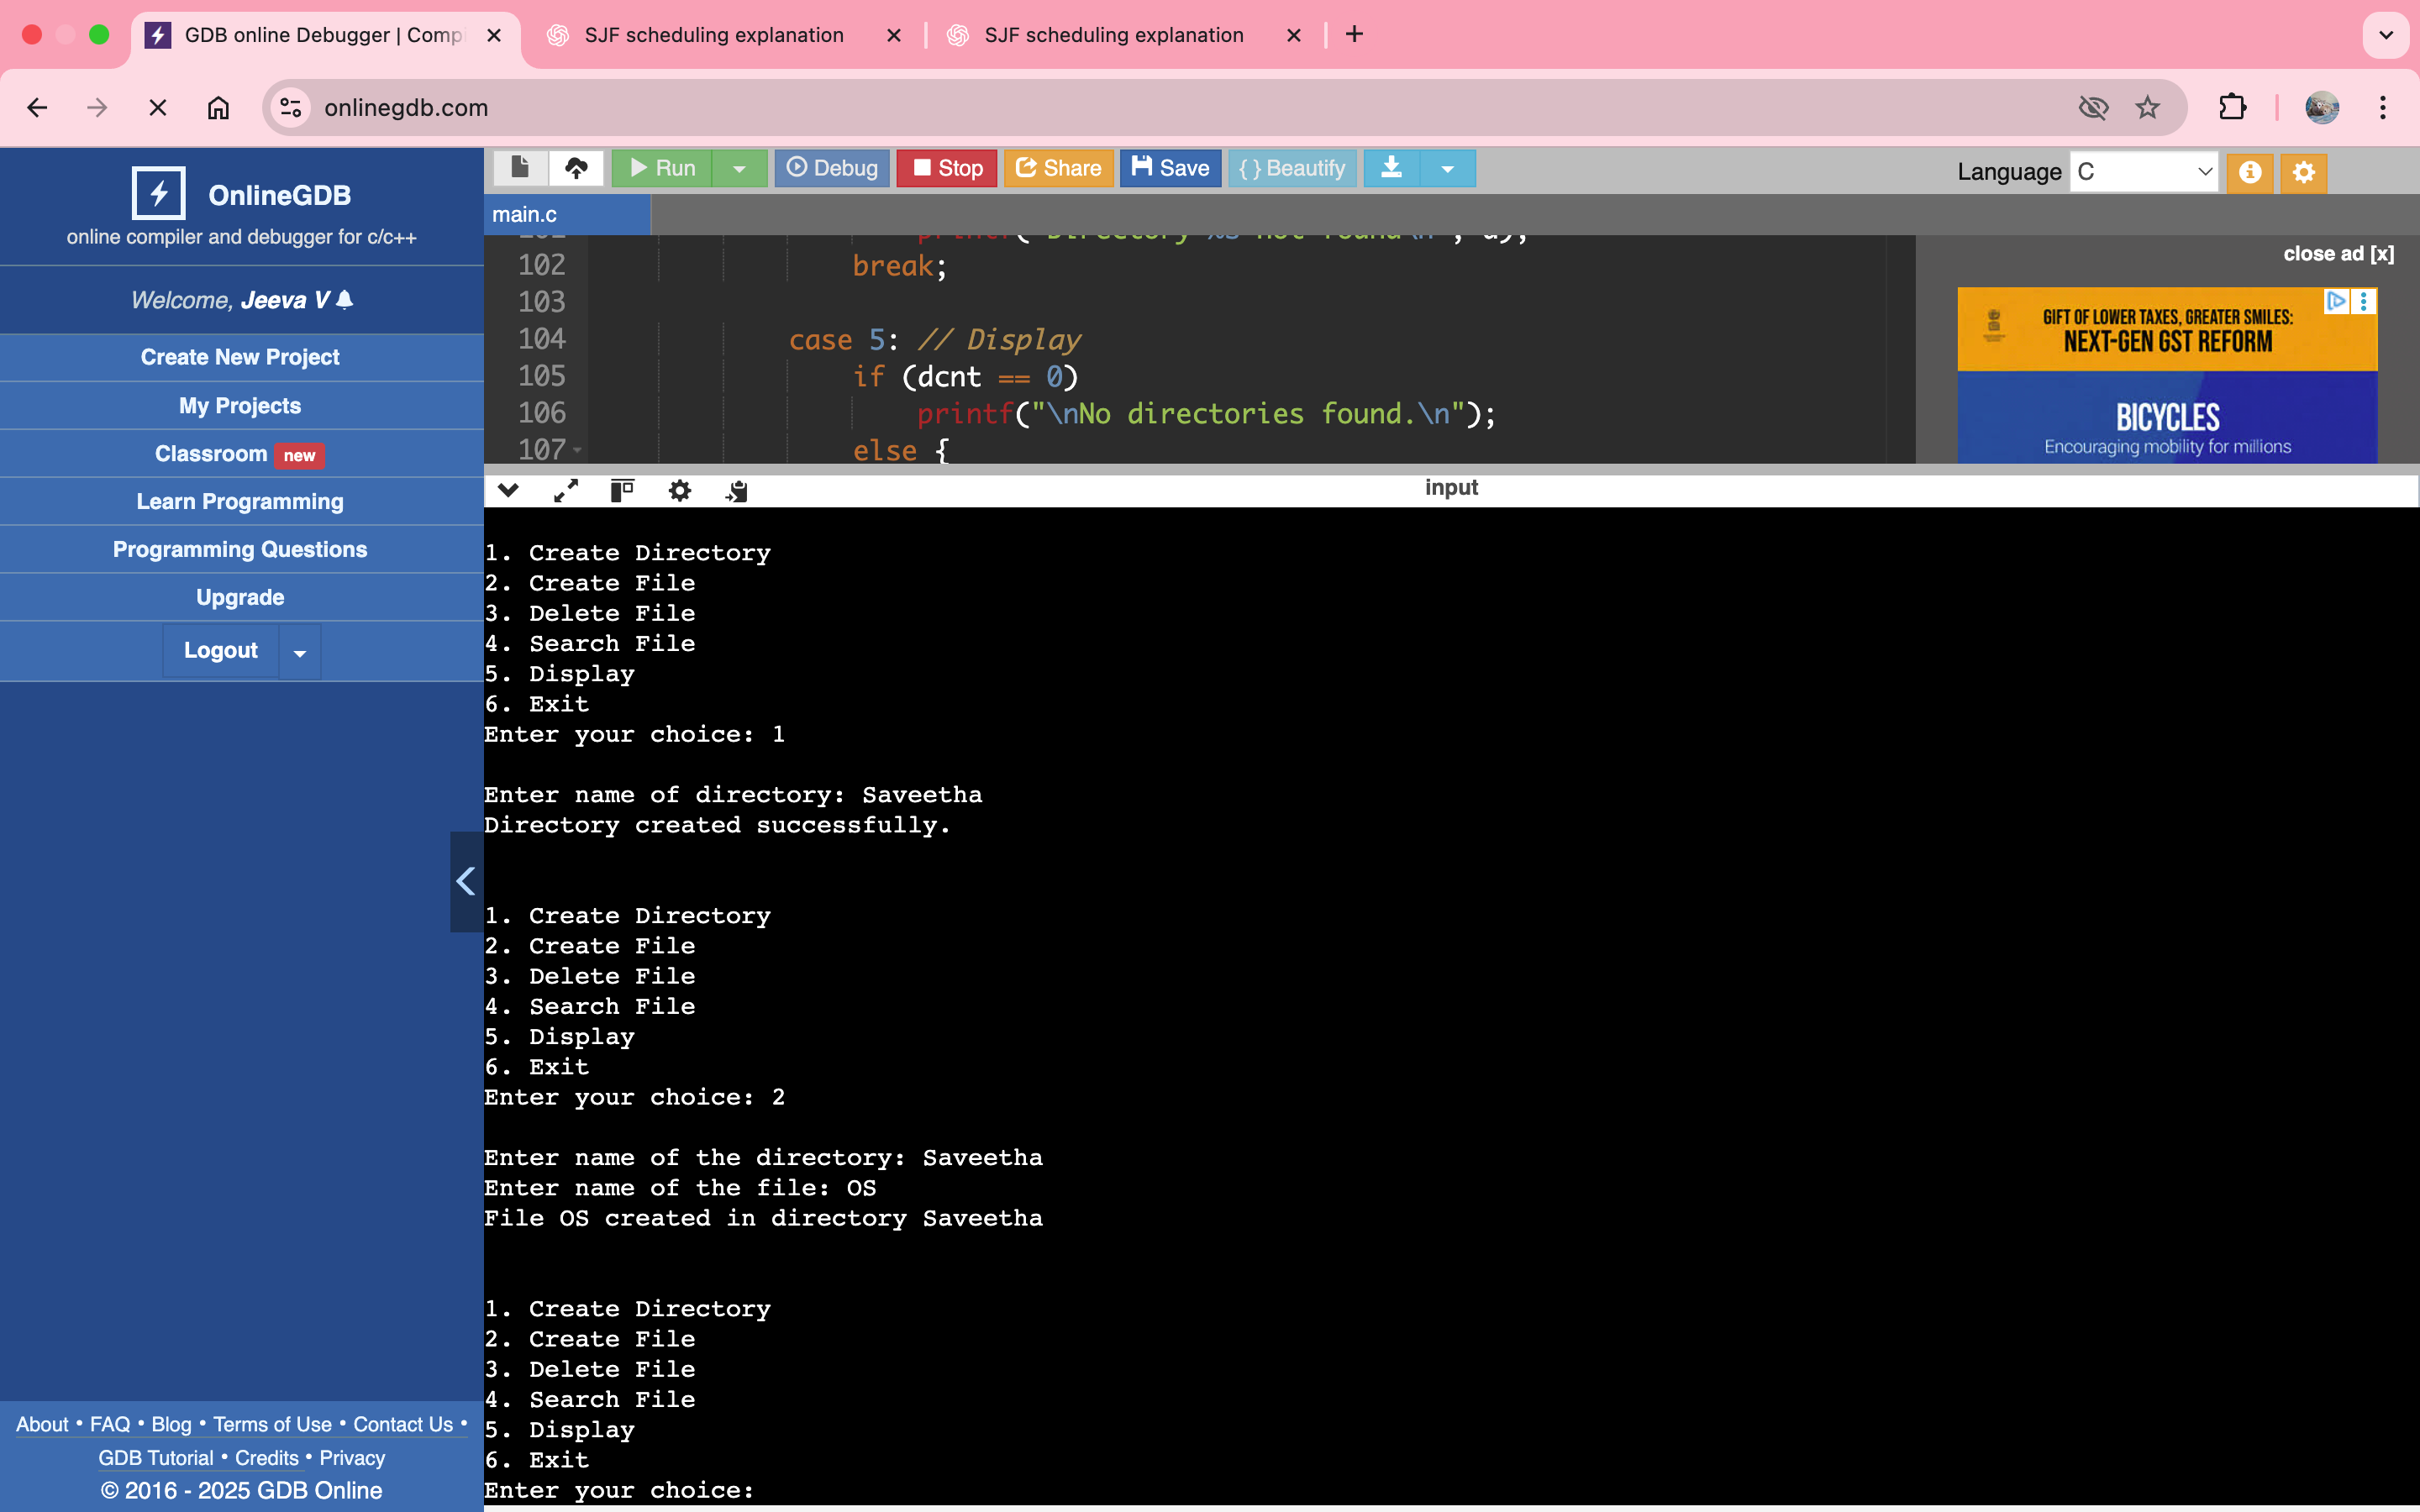 GDB online Debugger | Comp
SJF scheduling explanation
SJF scheduling explanation
onlinegdb.com
OnlineGDB
online compiler and debugger for c/c++
Welcome, Jeeva V
Create New Project
My Projects
Classroom new
Learn Programming
Programming Questions
Upgrade
Logout
About • FAQ • Blog • Terms of Use • Contact Us •
GDB Tutorial • Credits • Privacy
© 2016 - 2025 GDB Online
Run Debug Stop Share Save {} Beautify
Language C
main.c
printf("Directory %s not found\n", d);
102 break;
103
104 case 5: // Display
105 if (dcnt == 0)
106 printf("\nNo directories found.\n");
107 else {
close ad [x]
GIFT OF LOWER TAXES, GREATER SMILES:
NEXT-GEN GST REFORM
BICYCLES
Encouraging mobility for millions
input
1. Create Directory
2. Create File
3. Delete File
4. Search File
5. Display
6. Exit
Enter your choice: 1
Enter name of directory: Saveetha
Directory created successfully.
1. Create Directory
2. Create File
3. Delete File
4. Search File
5. Display
6. Exit
Enter your choice: 2
Enter name of the directory: Saveetha
Enter name of the file: OS
File OS created in directory Saveetha
1. Create Directory
2. Create File
3. Delete File
4. Search File
5. Display
6. Exit
Enter your choice: